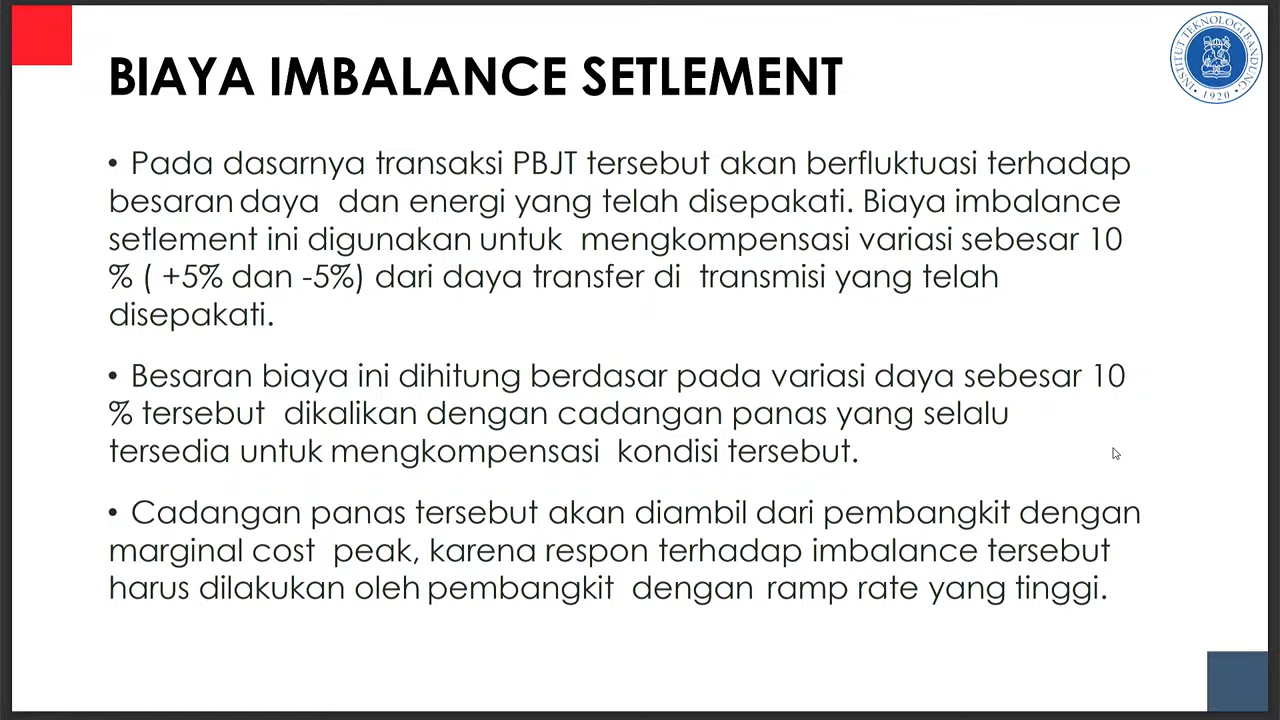 BIAYA IMBALANCE SETLEMENT
INSTITUT TEKNOLOGI BANDUNG
• 1920 •
• Pada dasarnya transaksi PBJT tersebut akan berfluktuasi terhadap
besaran daya dan energi yang telah disepakati. Biaya imbalance
setlement ini digunakan untuk mengkompensasi variasi sebesar 10
% ( +5% dan -5%) dari daya transfer di transmisi yang telah
disepakati.
• Besaran biaya ini dihitung berdasar pada variasi daya sebesar 10
% tersebut dikalikan dengan cadangan panas yang selalu
tersedia untuk mengkompensasi kondisi tersebut.
• Cadangan panas tersebut akan diambil dari pembangkit dengan
marginal cost peak, karena respon terhadap imbalance tersebut
harus dilakukan oleh pembangkit dengan ramp rate yang tinggi.